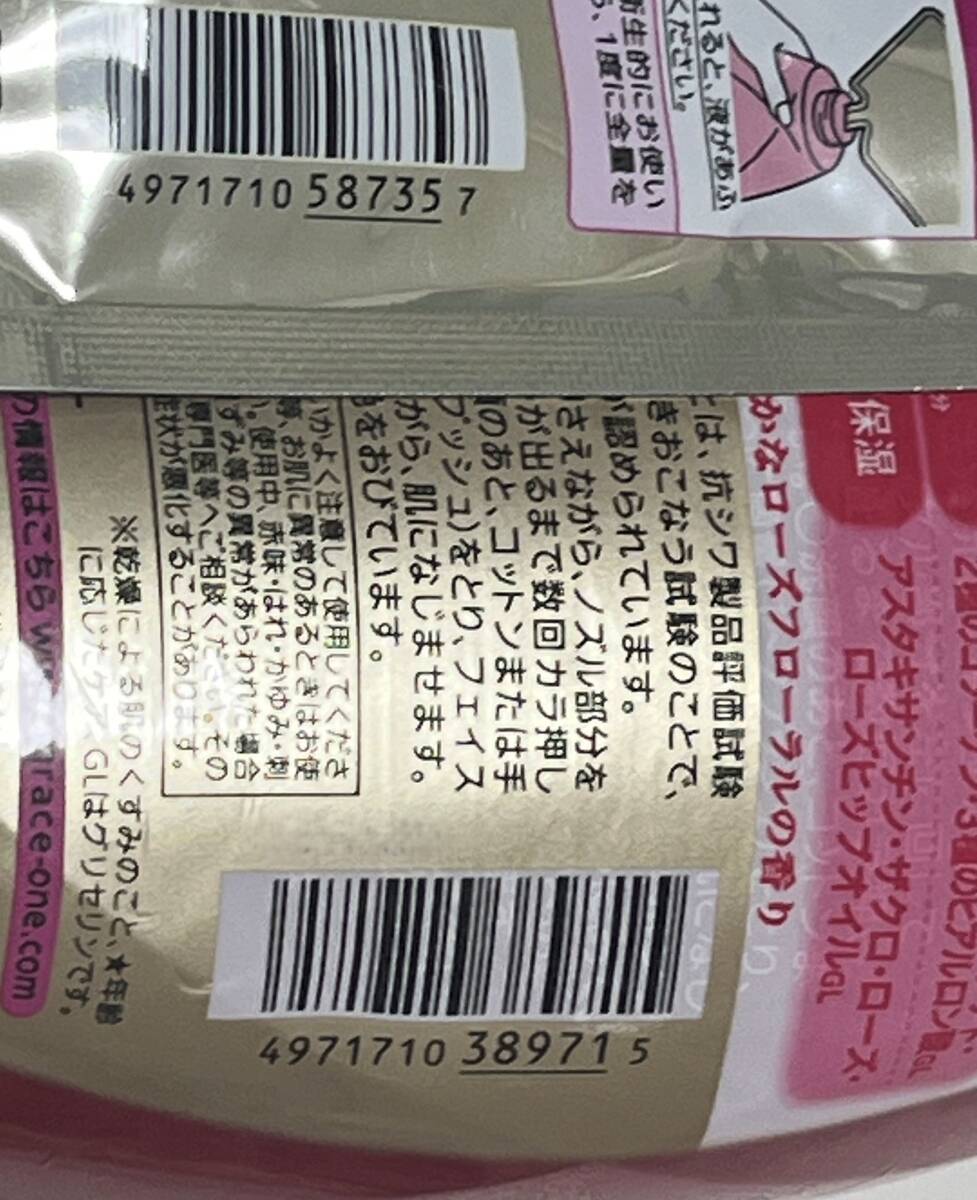 れると、液があふ
ください。
衛生的にお使い
ら、1度に全量を
4971710 58735 7
分
保湿
アスタキサンチン・ザクロ・ローズ・
ローズヒップオイルGL
かなローズフローラルの香り
は、抗シワ製品評価試験
きおこなう試験のことで、
が認められています。
さえながら、ノズル部分を
が出るまで数回カラ押し
のあと、コットンまたは手
プッシュ)をとり、フェイス
がら、肌になじませます。
をおびています。
いかよく注意して使用してくださ
等、お肌に異常のあるときはお使
い。使用中、赤味・はれ・かゆみ・刺
ずみ等の異常があらわれた場合
専門医等へご相談ください。その
症状が悪化することがあります。
※乾燥による肌のくすみのこと、★年齢
に応じたケア GLはグリセリンです。
の情報はこちら
race-one.com
4971710 38971 5